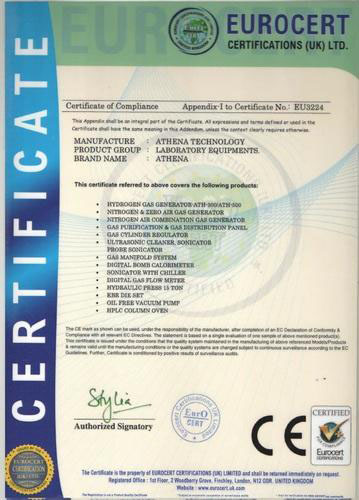 EUROCERT
EUROCERT
CERTIFICATIONS (UK) LTD.
CERTIFICATE
Certificate of Compliance Appendix-I to Certificate No.: EU3224
This Appendix shall be an integral part of the Certificate. All expressions and terms defined or used in the
Certificate shall have the same meaning in this Addendum, unless the context clearly requires otherwise.
MANUFACTURE : ATHENA TECHNOLOGY
PRODUCT GROUP : LABORATORY EQUIPMENTS.
BRAND NAME : ATHENA
This certificate referred to above covers the following products:
• HYDROGEN GAS GENERATOR-ATH-300/ATH-500
• NITROGEN & ZERO AIR GAS GENERATOR
• NITROGEN AIR COMBINATION GAS GENERATOR
• GAS PURIFICATION & GAS DISTRIBUTION PANEL
• GAS CYLINDER REGULATOR
• ULTRASONIC CLEANER, SONICATOR
PROBE SONICATOR
• GAS MANIFOLD SYSTEM
• DIGITAL BOMB CALORIMETER
• SONICATOR WITH CHILLER
• DIGITAL GAS FLOW METER
• HYDRAULIC PRESS 15 TON
• KBR DIE SET
• OIL FREE VACUUM PUMP
• HPLC COLUMN OVEN
The CE mark as shown can be used, under the responsibility of the manufacturer, after completion of an EC Declaration of Conformity &
Compliance with all relevant EC Directives. The statement is based on a single evaluation of one sample of above mentioned product(s).
This certificate is issued under the conditions that the quality system maintained in the manufacturing of above referenced Models/Products
& remains valid until the manufacturing conditions or the quality systems are changed subject to continuous surveillance according to the EC
Guidelines. Further, Certificate is conditioned by positive results of surveillance audits.
Authorized Signatory
EurO
CERT
CE
CERTIFIED
Eurocert
certifications
EUROCERT
CERTIFICATION
(UK) LTD.
The Certificate is the property of EUROCERT CERTIFICATIONS (UK) LIMITED and shall be returned immediately on request.
Registered Office : 1st Floor, 2 Woodberry Grove, Finchley, London, N12 0DR, UNITED KINGDOM
Website : www.eurocert-uk.com